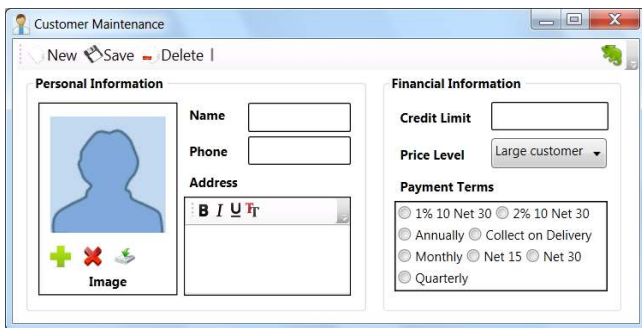 Customer Maintenance
New Save Delete
Personal Information
Name
Phone
Address
B I U TT
Image
Financial Information
Credit Limit
Price Level Large customer
Payment Terms
1% 10 Net 30 2% 10 Net 30
Annually Collect on Delivery
Monthly Net 15 Net 30
Quarterly